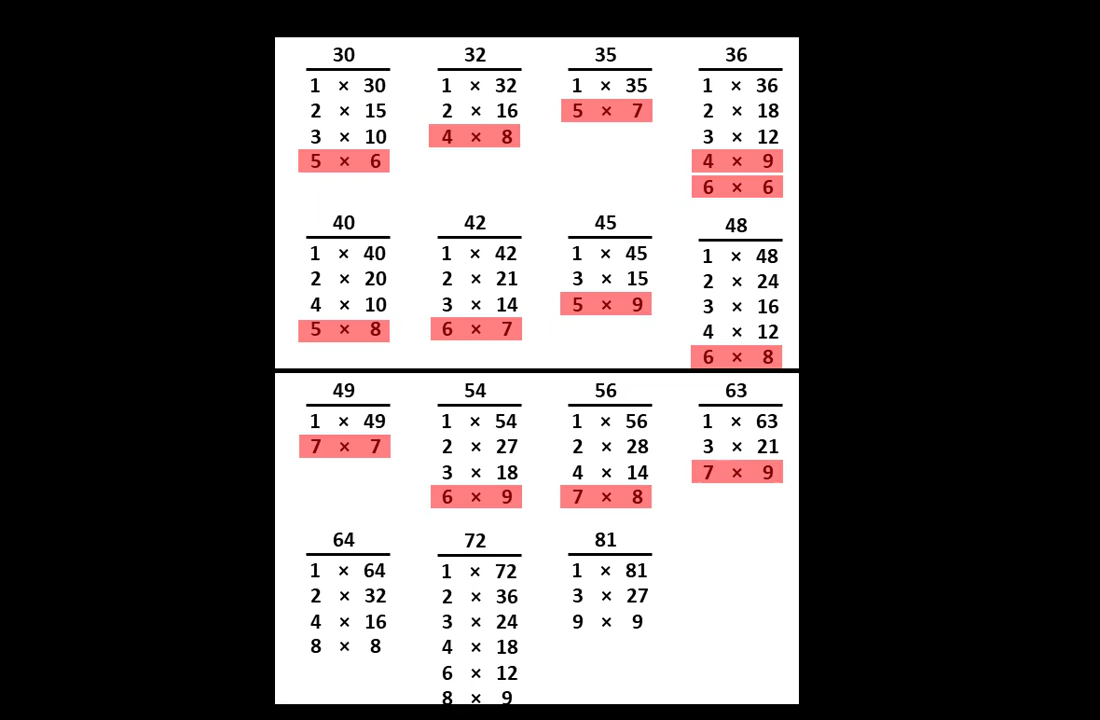 30
1 × 30
2 × 15
3 × 10
5 × 6
32
1 × 32
2 × 16
4 × 8
35
1 × 35
5 × 7
36
1 × 36
2 × 18
3 × 12
4 × 9
6 × 6
40
1 × 40
2 × 20
4 × 10
5 × 8
42
1 × 42
2 × 21
3 × 14
6 × 7
45
1 × 45
3 × 15
5 × 9
48
1 × 48
2 × 24
3 × 16
4 × 12
6 × 8
49
1 × 49
7 × 7
54
1 × 54
2 × 27
3 × 18
6 × 9
56
1 × 56
2 × 28
4 × 14
7 × 8
63
1 × 63
3 × 21
7 × 9
64
1 × 64
2 × 32
4 × 16
8 × 8
72
1 × 72
2 × 36
3 × 24
4 × 18
6 × 12
8 × 9
81
1 × 81
3 × 27
9 × 9